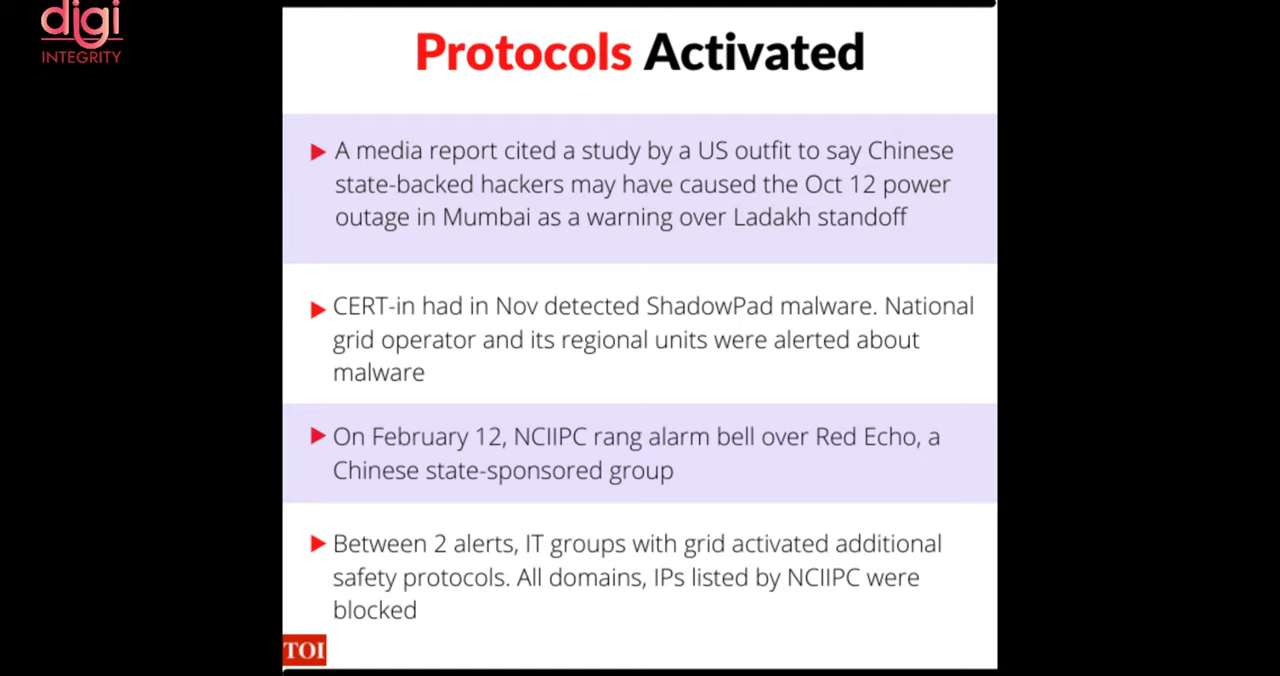 digi
INTEGRITY
Protocols Activated
A media report cited a study by a US outfit to say Chinese
state-backed hackers may have caused the Oct 12 power
outage in Mumbai as a warning over Ladakh standoff
CERT-in had in Nov detected ShadowPad malware. National
grid operator and its regional units were alerted about
malware
On February 12, NCIIPC rang alarm bell over Red Echo, a
Chinese state-sponsored group
Between 2 alerts, IT groups with grid activated additional
safety protocols. All domains, IPs listed by NCIIPC were
blocked
TOI